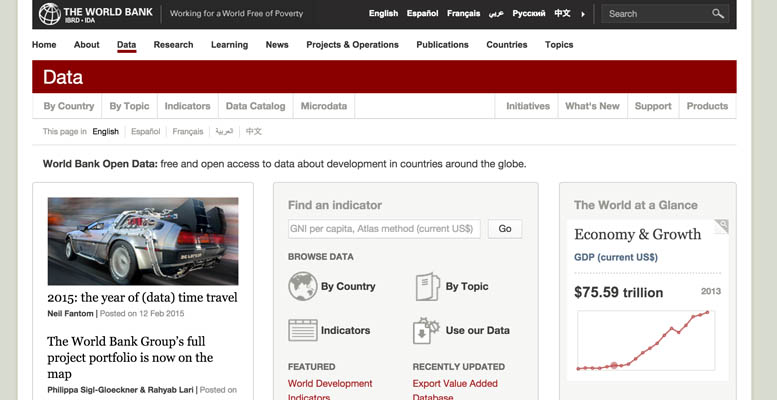 THE WORLD BANK
IBRD • IDA
Working for a World Free of Poverty
English Español Français عربي Русский 中文
Search
Home About Data Research Learning News Projects & Operations Publications Countries Topics
Data
By Country By Topic Indicators Data Catalog Microdata Initiatives What's New Support Products
This page in English Español Français العربية 中文
World Bank Open Data: free and open access to data about development in countries around the globe.
2015: the year of (data) time travel
Neil Fantom | Posted on 12 Feb 2015
The World Bank Group's full
project portfolio is now on the
map
Philippa Sigl-Gloeckner & Rahyab Lari | Posted on
Find an indicator
GNI per capita, Atlas method (current US$) Go
BROWSE DATA
By Country By Topic
Indicators Use our Data
FEATURED
World Development
Indicators
RECENTLY UPDATED
Export Value Added
Database
The World at a Glance
Economy & Growth
GDP (current US$)
$75.59 trillion 2013